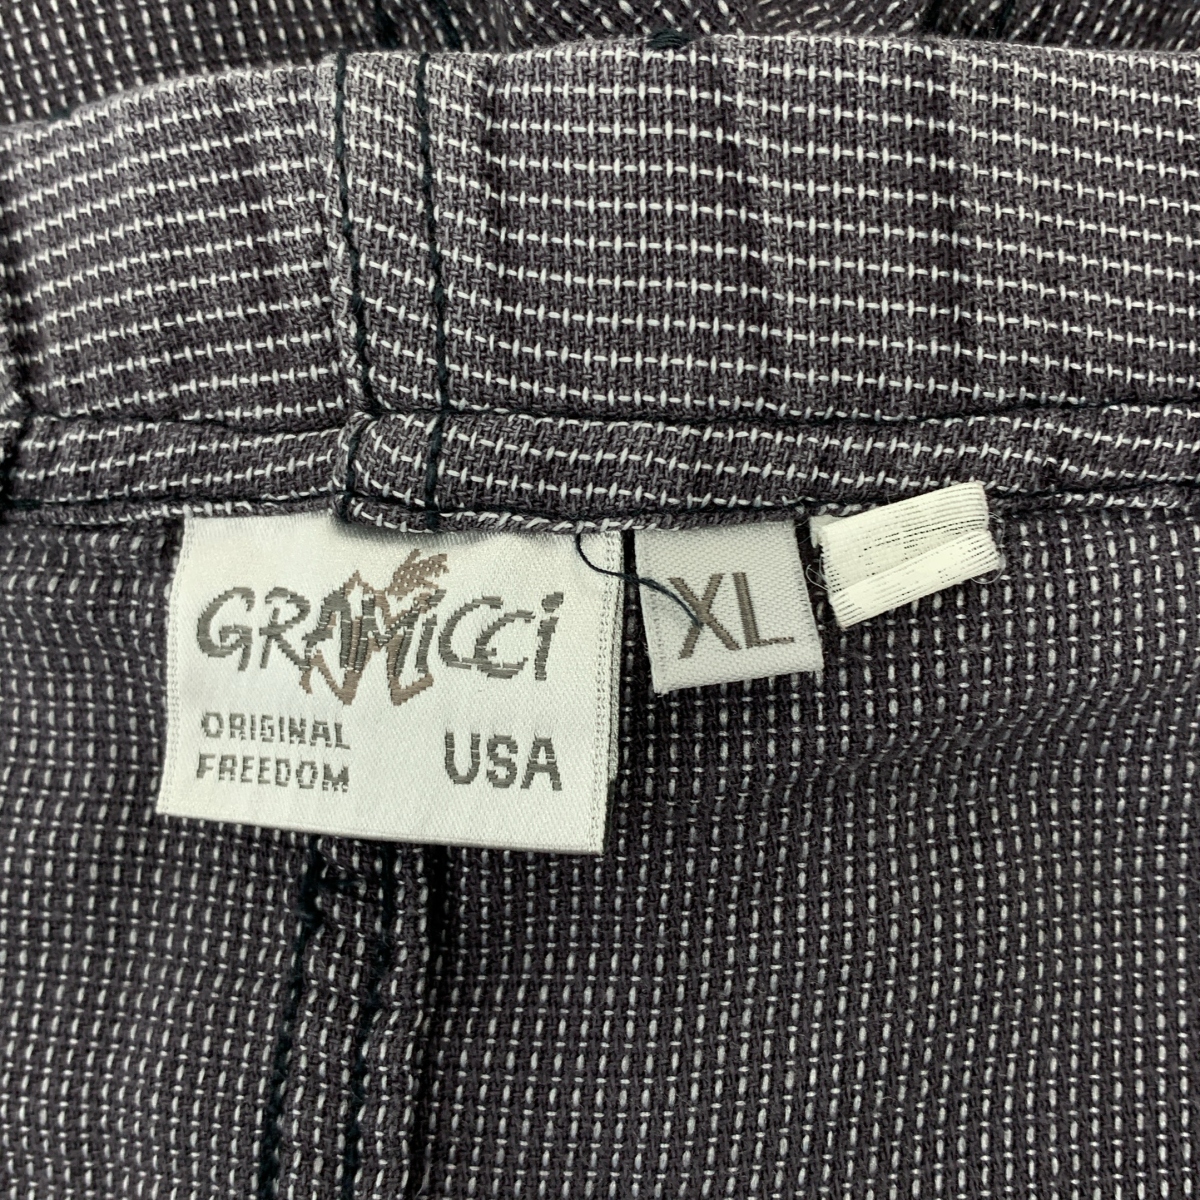 GRAMICCI
XL
ORIGINAL
FREEDOM
USA